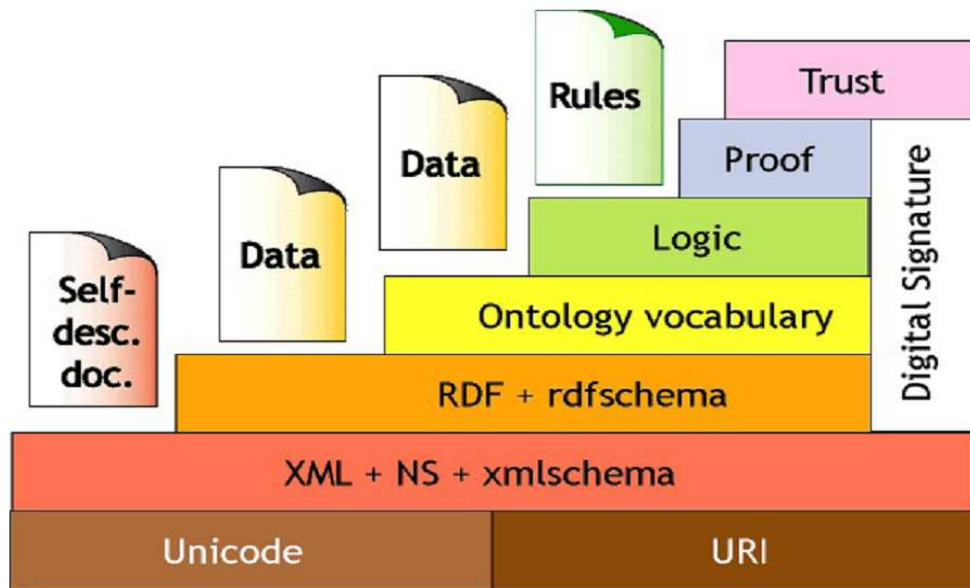 Rules
Trust
Data
Proof
Data
Logic
Self-
desc.
doc.
Ontology vocabulary
Digital Signature
RDF + rdfschema
XML + NS + xmlschema
Unicode
URI